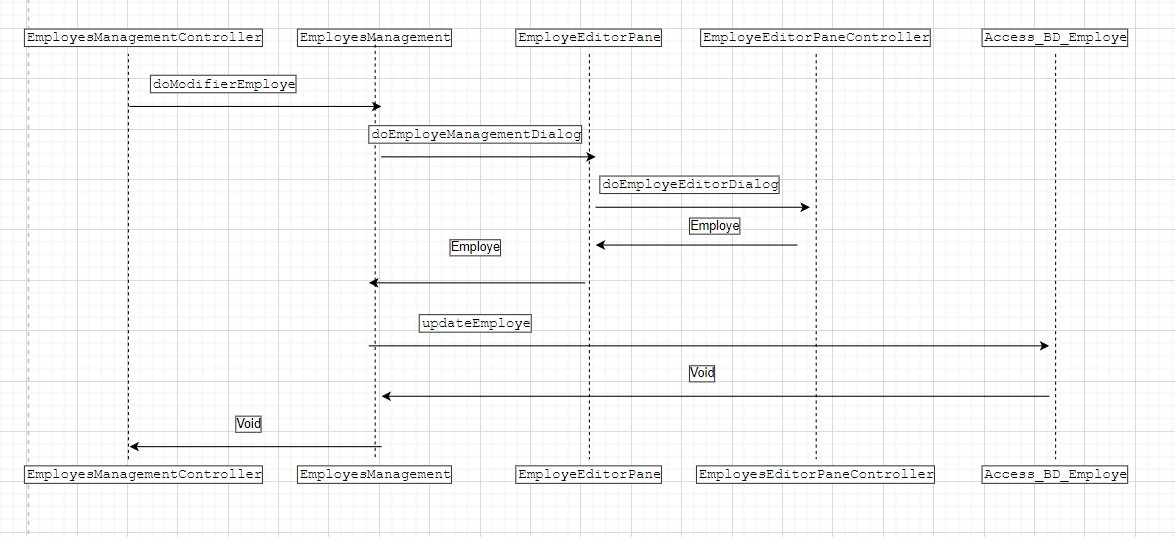 EmployesManagementController
EmployesManagement
EmployeEditorPane
EmployeEditorPaneController
Access_BD_Employe
doModifierEmploye
doEmployeManagementDialog
doEmployeEditorDialog
Employe
Employe
updateEmploye
Void
Void
EmployesManagementController
EmployesManagement
EmployeEditorPane
EmployesEditorPaneController
Access_BD_Employe